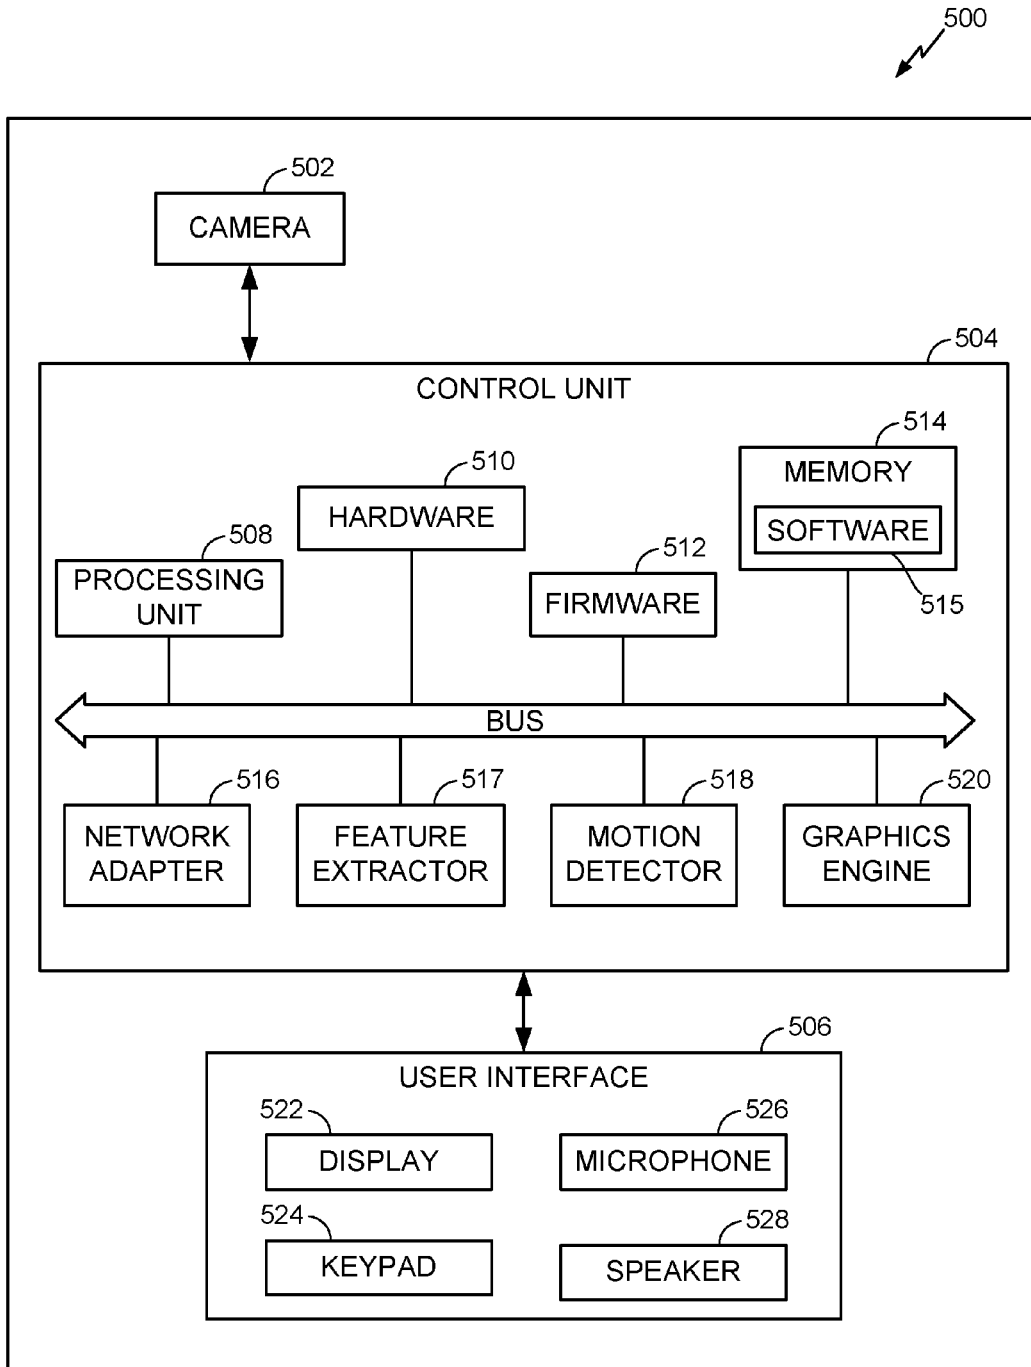 500
502
CAMERA
504
CONTROL UNIT
514
MEMORY
SOFTWARE
515
510
HARDWARE
508
PROCESSING
UNIT
512
FIRMWARE
BUS
516
NETWORK
ADAPTER
517
FEATURE
EXTRACTOR
518
MOTION
DETECTOR
520
GRAPHICS
ENGINE
506
USER INTERFACE
522
DISPLAY
526
MICROPHONE
524
KEYPAD
528
SPEAKER